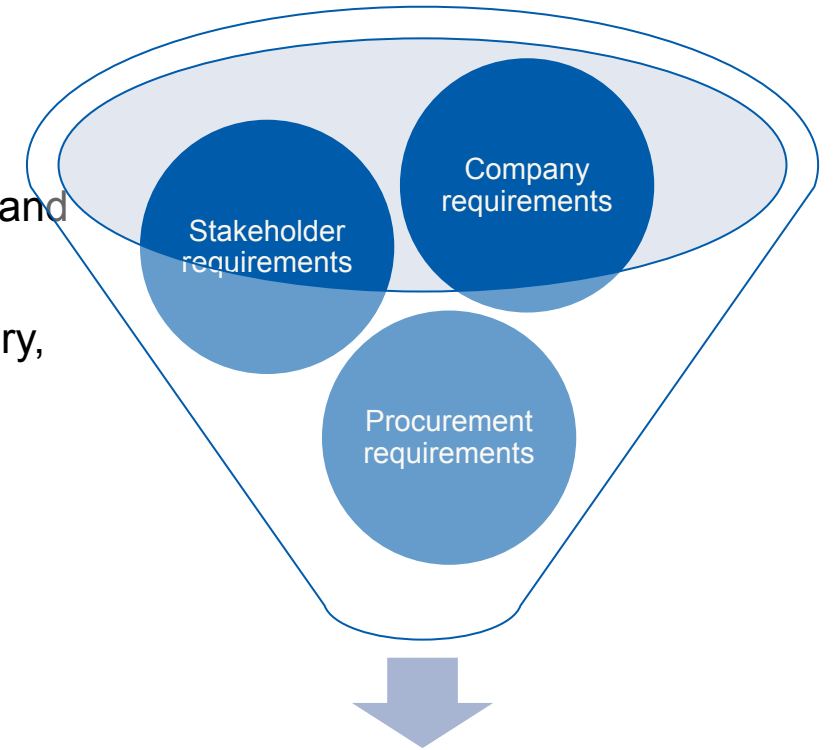 Company
requirements
and
Stakeholder
requirements
ry,
Procurement
requirements